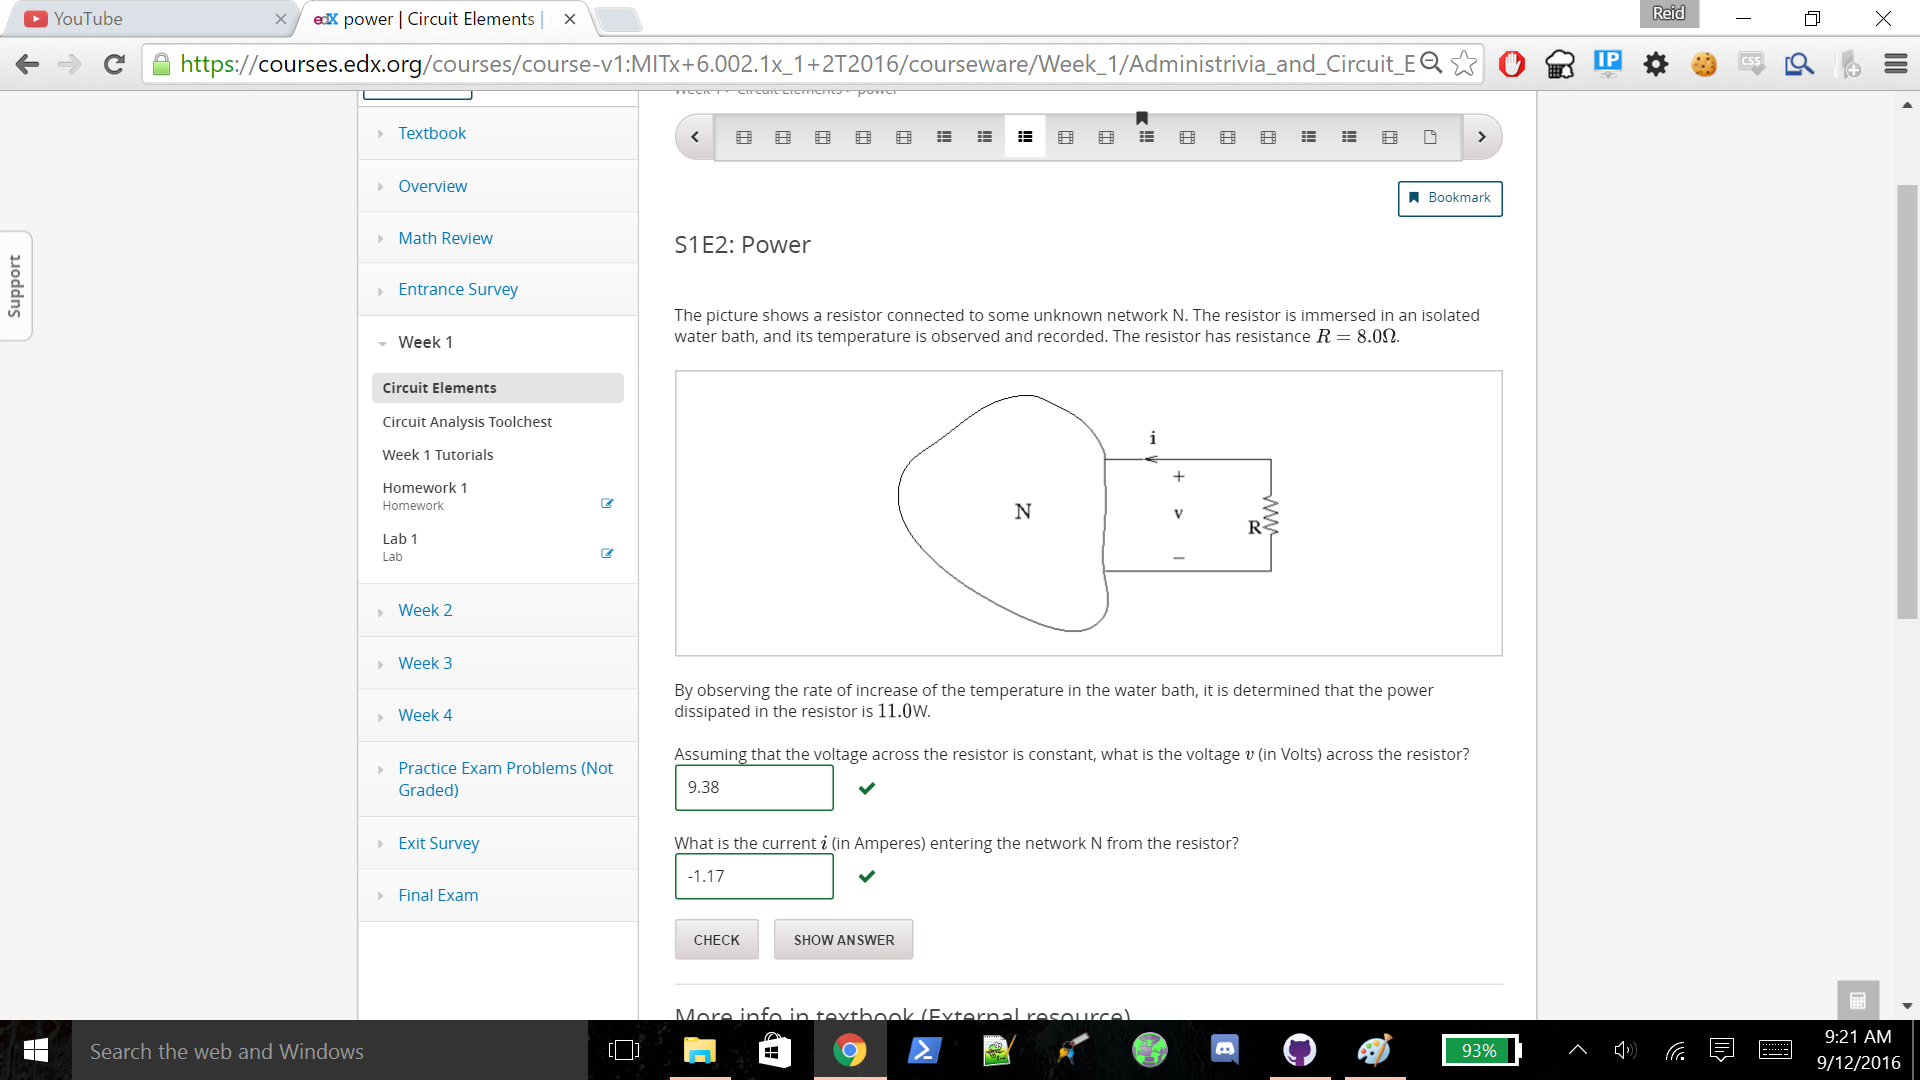 YouTube
edX power | Circuit Elements |
Reid
https://courses.edx.org/courses/course-v1:MITx+6.002.1x_1+2T2016/courseware/Week_1/Administrivia_and_Circuit_E
IP
CSS
Support
Textbook
Overview
Math Review
Entrance Survey
Week 1
Circuit Elements
Circuit Analysis Toolchest
Week 1 Tutorials
Homework 1
Homework
Lab 1
Lab
Week 2
Week 3
Week 4
Practice Exam Problems (Not
Graded)
Exit Survey
Final Exam
Week 1 > Circuit Elements > power
Bookmark
S1E2: Power
The picture shows a resistor connected to some unknown network N. The resistor is immersed in an isolated
water bath, and its temperature is observed and recorded. The resistor has resistance R = 8.0Ω.
i
+
v
−
N
R
By observing the rate of increase of the temperature in the water bath, it is determined that the power
dissipated in the resistor is 11.0W.
Assuming that the voltage across the resistor is constant, what is the voltage v (in Volts) across the resistor?
9.38
What is the current i (in Amperes) entering the network N from the resistor?
-1.17
CHECK
SHOW ANSWER
More info in textbook (External resource)
Search the web and Windows
93%
9:21 AM
9/12/2016